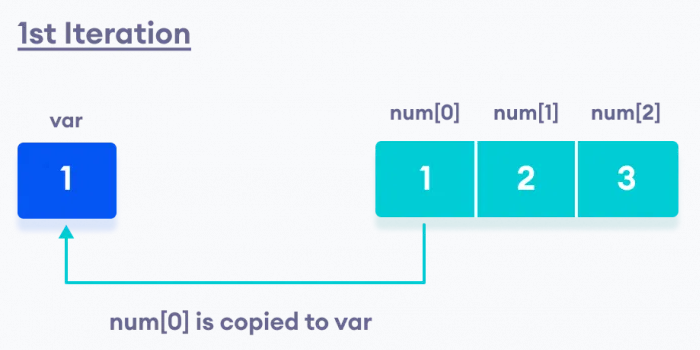 1st Iteration
var
num[0] num[1] num[2]
1
1 2 3
num[0] is copied to var